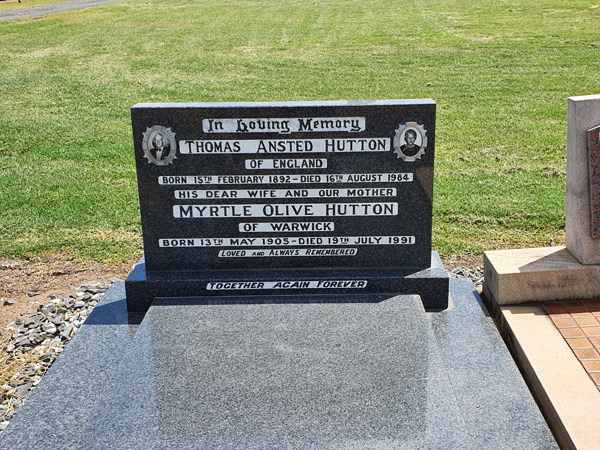 In Loving Memory
THOMAS ANSTED HUTTON
OF ENGLAND
BORN 15TH FEBRUARY 1892-DIED 16TH AUGUST 1984
HIS DEAR WIFE AND OUR MOTHER
MYRTLE OLIVE HUTTON
OF WARWICK
BORN 13TH MAY 1905-DIED 19TH JULY 1991
LOVED AND ALWAYS REMEMBERED
TOGETHER AGAIN FOREVER